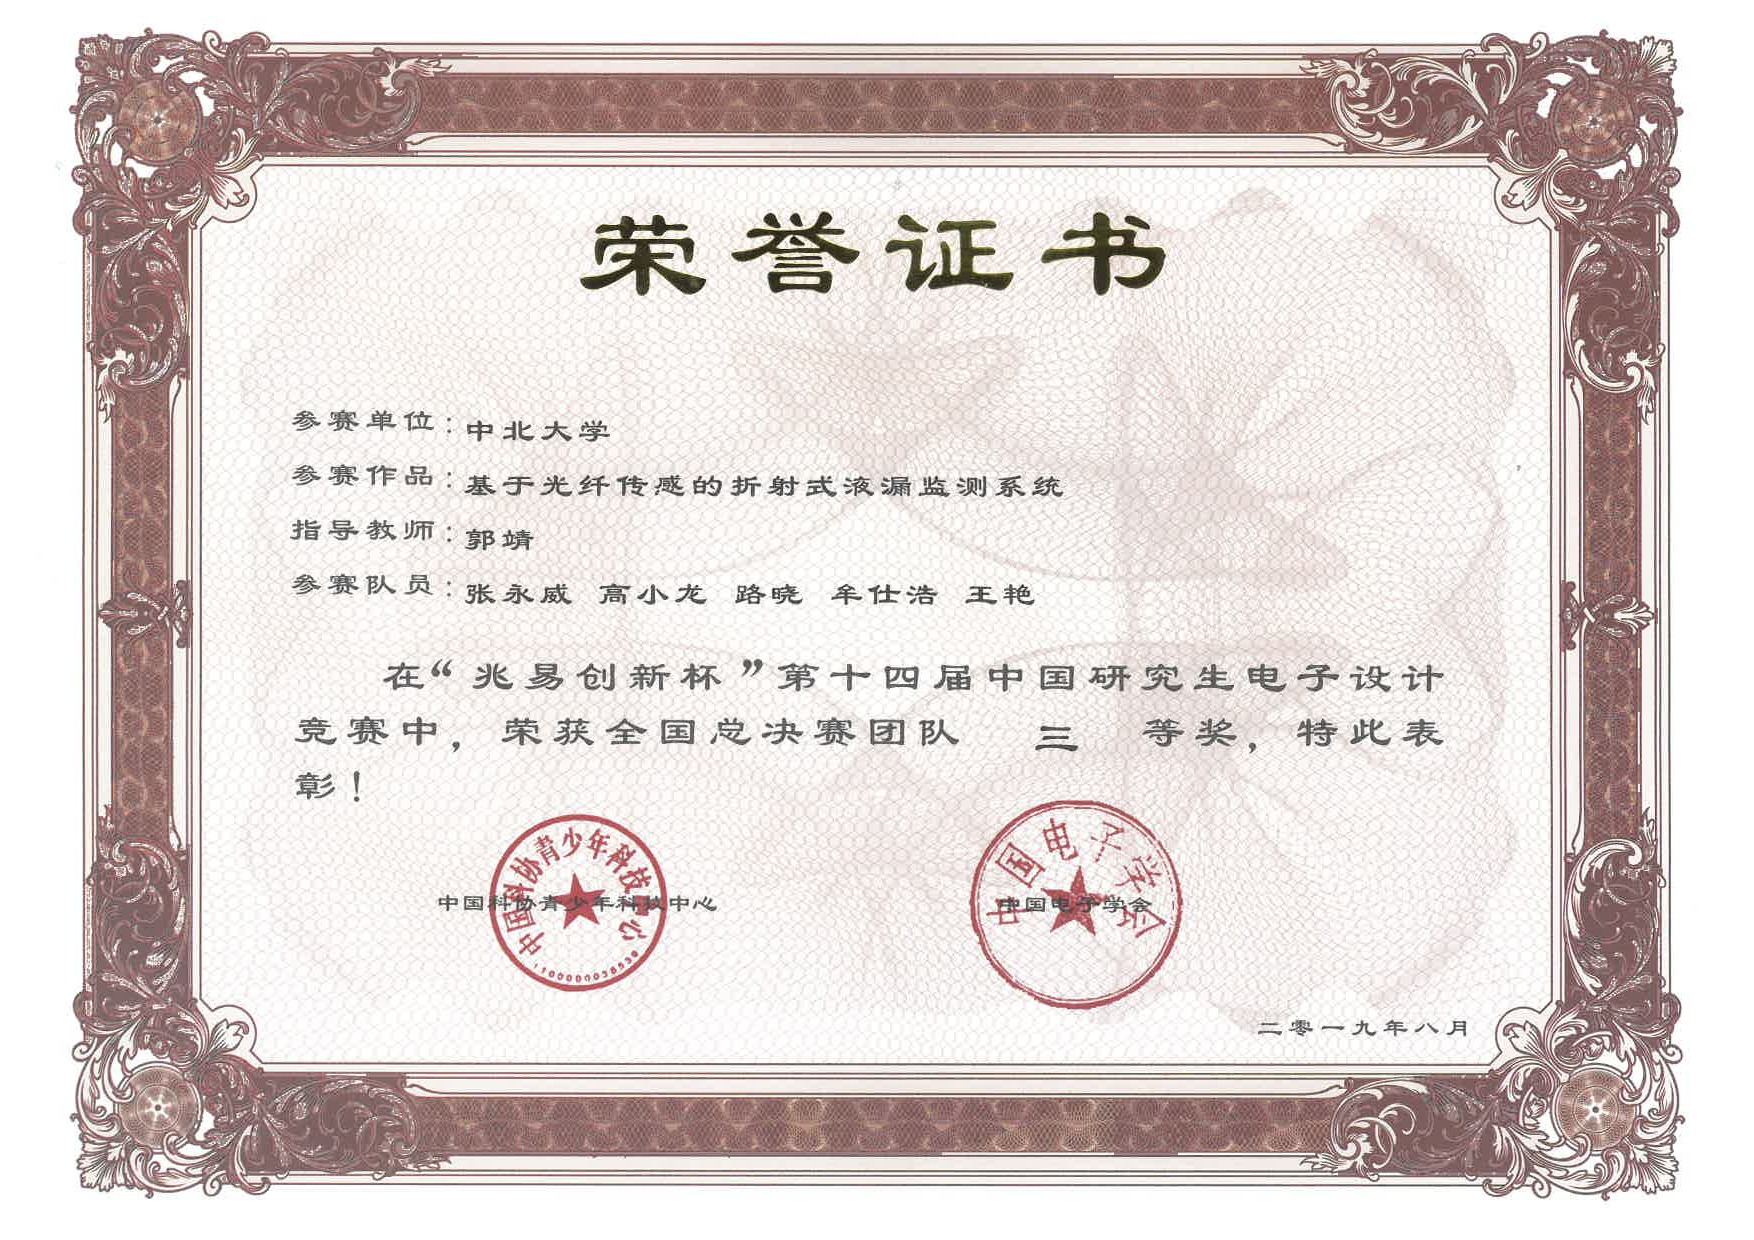 荣誉证书
参赛单位：中北大学
参赛作品：基于光纤传感的折射式液漏监测系统
指导教师：郭靖
参赛队员：张永威 高小龙 路晓 牟仕浩 王艳
在“兆易创新杯”第十四届中国研究生电子设计
竞赛中，荣获全国总决赛团队 三 等奖，特此表
彰！
中国科协青少年科技中心
中国科协青少年科技中心
中国电子学会
中国电子学会
二零一九年八月